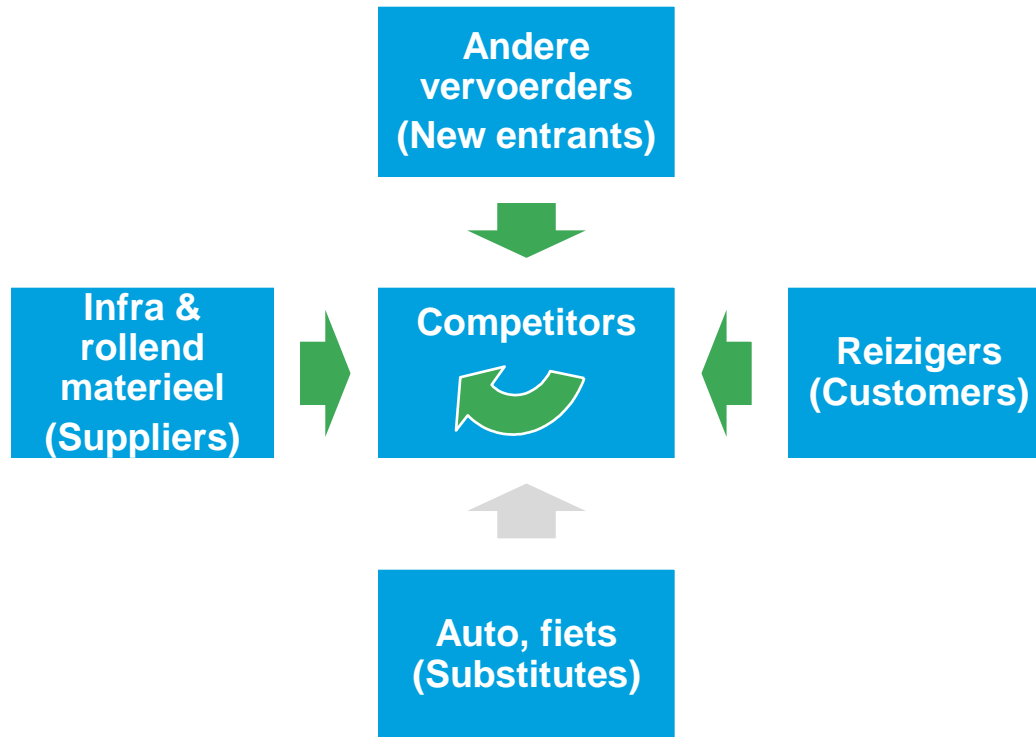 Andere
vervoerders
(New entrants)
Infra &
rollend
materieel
(Suppliers)
Competitors
Reizigers
(Customers)
Auto, fiets
(Substitutes)